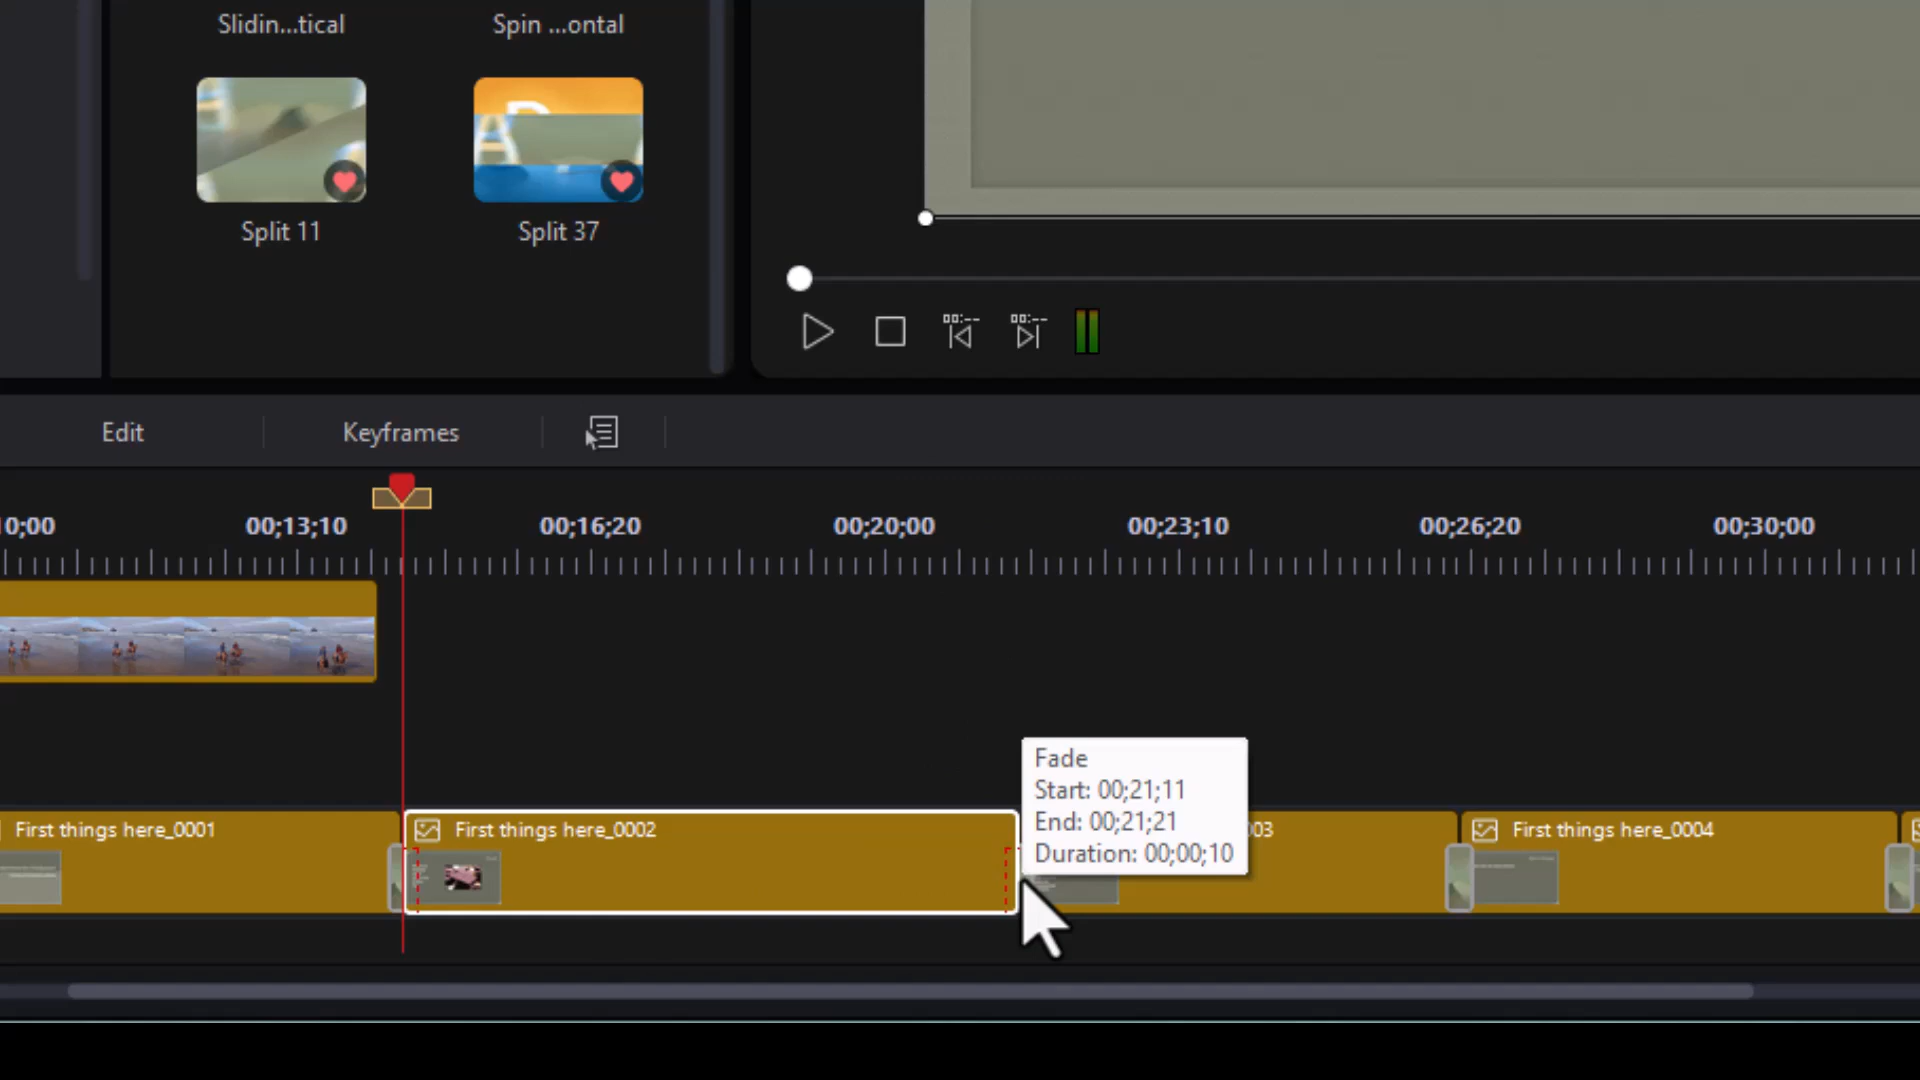 Slidin...tical
Spin ...ontal
Split 11
Split 37
Edit
Keyframes
0;00
00;13;10
00;16;20
00;20;00
00;23;10
00;26;20
00;30;00
Fade
Start: 00;21;11
End: 00;21;21
Duration: 00;00;10
First things here_0001
First things here_0002
003
First things here_0004